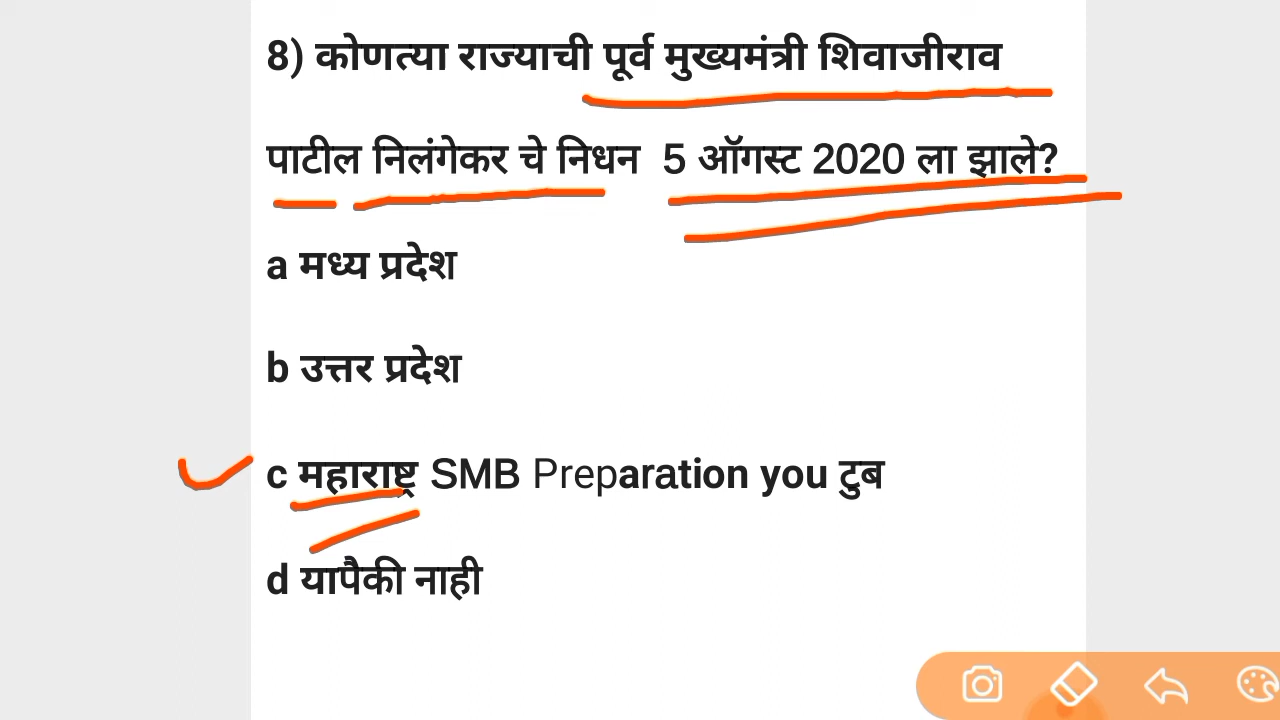 8) कोणत्या राज्याची पूर्व मुख्यमंत्री शिवाजीराव
पाटील निलंगेकर चे निधन 5 ऑगस्ट 2020 ला झाले?
a मध्य प्रदेश
b उत्तर प्रदेश
c महाराष्ट्र SMB Preparation you टुब
d यापैकी नाही